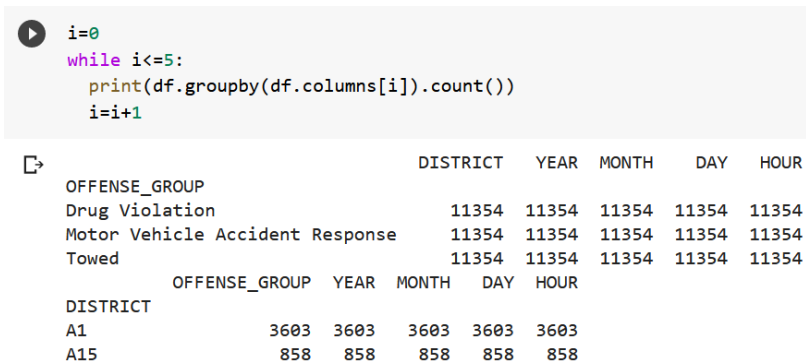 i=0
while i<=5:
  print(df.groupby(df.columns[i]).count())
  i=i+1
DISTRICT YEAR MONTH DAY HOUR
OFFENSE_GROUP
Drug Violation 11354 11354 11354 11354 11354
Motor Vehicle Accident Response 11354 11354 11354 11354 11354
Towed 11354 11354 11354 11354 11354
OFFENSE_GROUP YEAR MONTH DAY HOUR
DISTRICT
A1 3603 3603 3603 3603 3603
A15 858 858 858 858 858